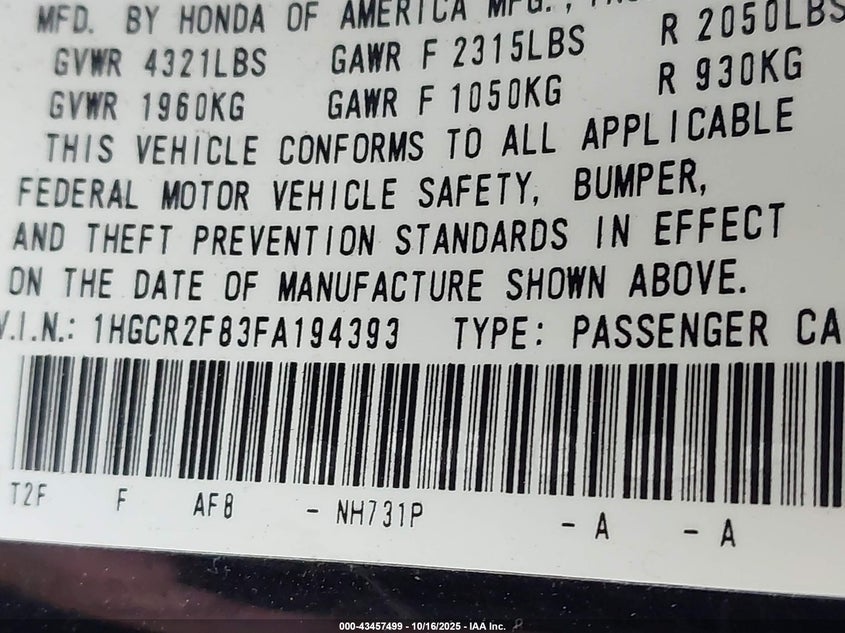 MFD. BY HONDA OF AMERICA MFG.,
GVWR 4321LBS GAWR F 2315LBS R 2050LBS
GVWR 1960KG GAWR F 1050KG R 930KG
THIS VEHICLE CONFORMS TO ALL APPLICABLE
FEDERAL MOTOR VEHICLE SAFETY, BUMPER,
AND THEFT PREVENTION STANDARDS IN EFFECT
ON THE DATE OF MANUFACTURE SHOWN ABOVE.
V.I.N.: 1HGCR2F83FA194393 TYPE: PASSENGER CA
T2F F AF8 - NH731P - A - A
000-43457499 - 10/16/2025 - IAA Inc.